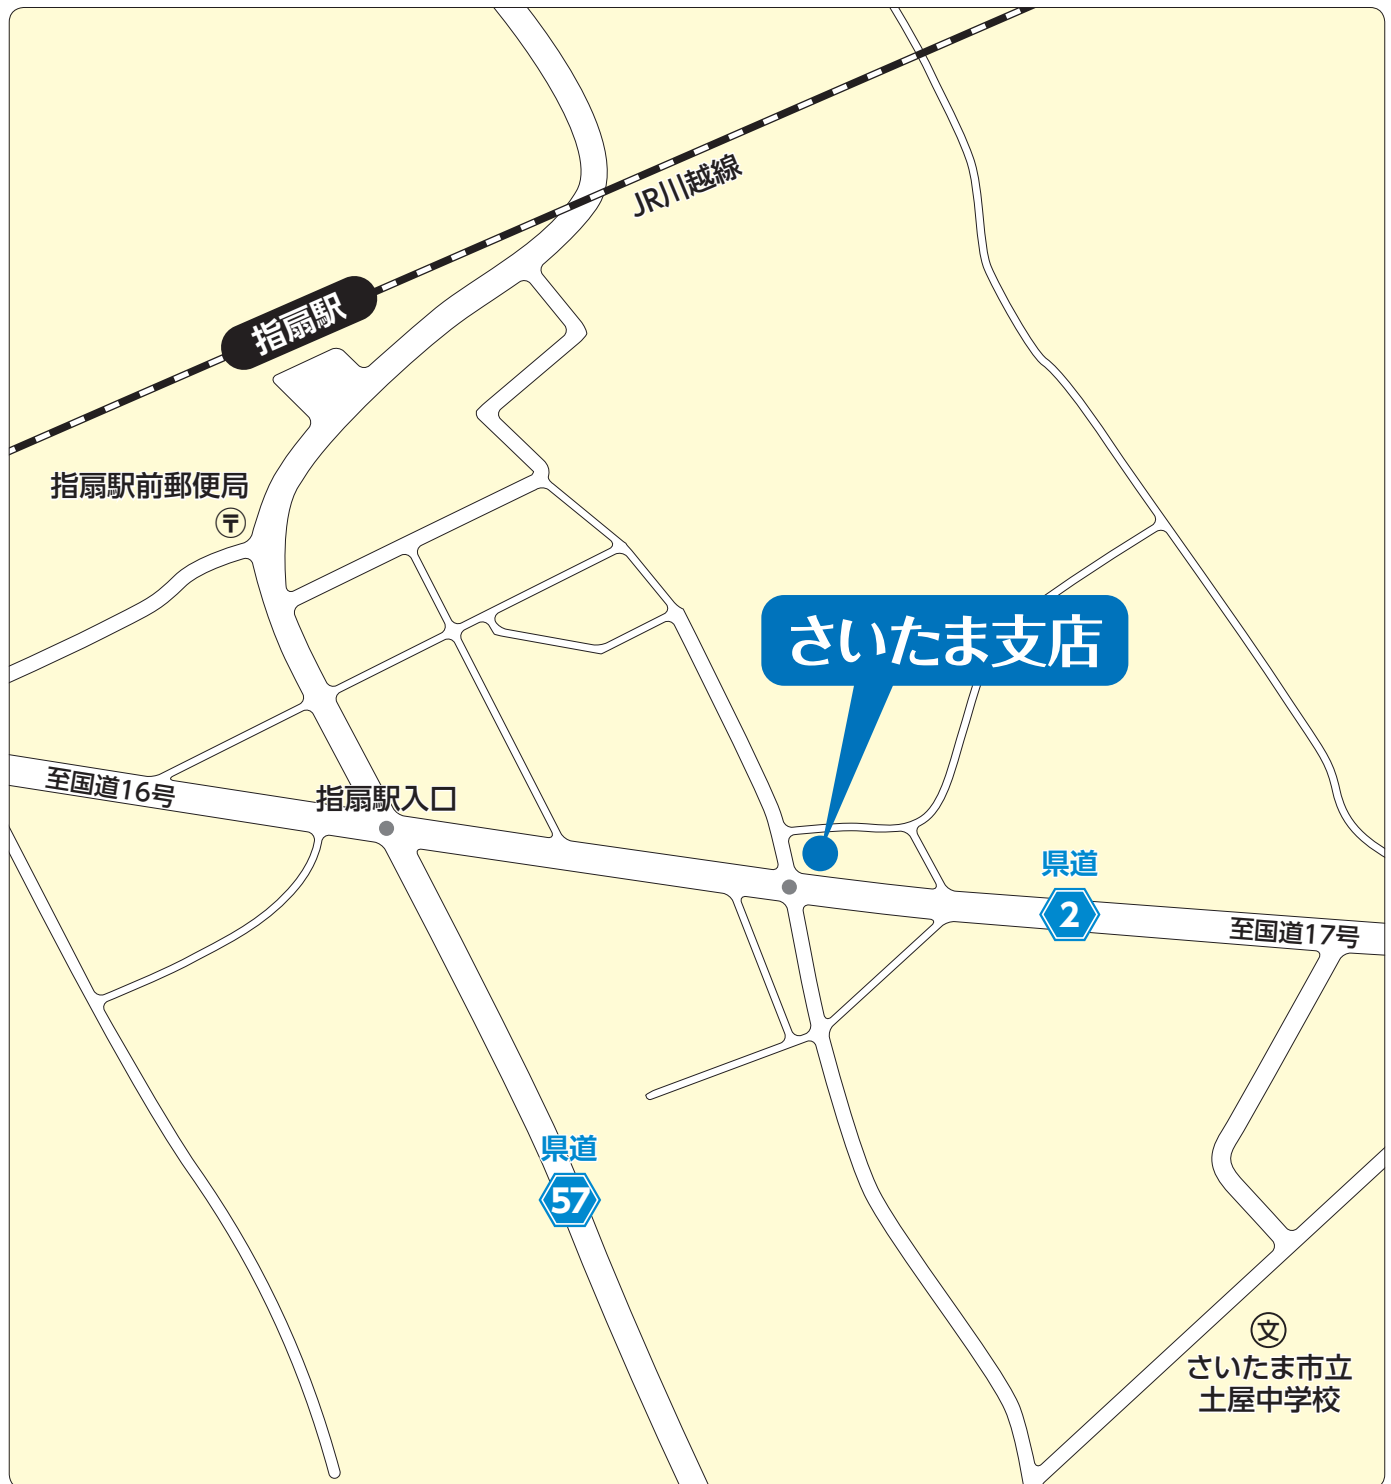 JR川越線
指扇駅
指扇駅前郵便局
〒
さいたま支店
至国道16号
指扇駅入口
県道
2
至国道17号
県道
57
文
さいたま市立
土屋中学校